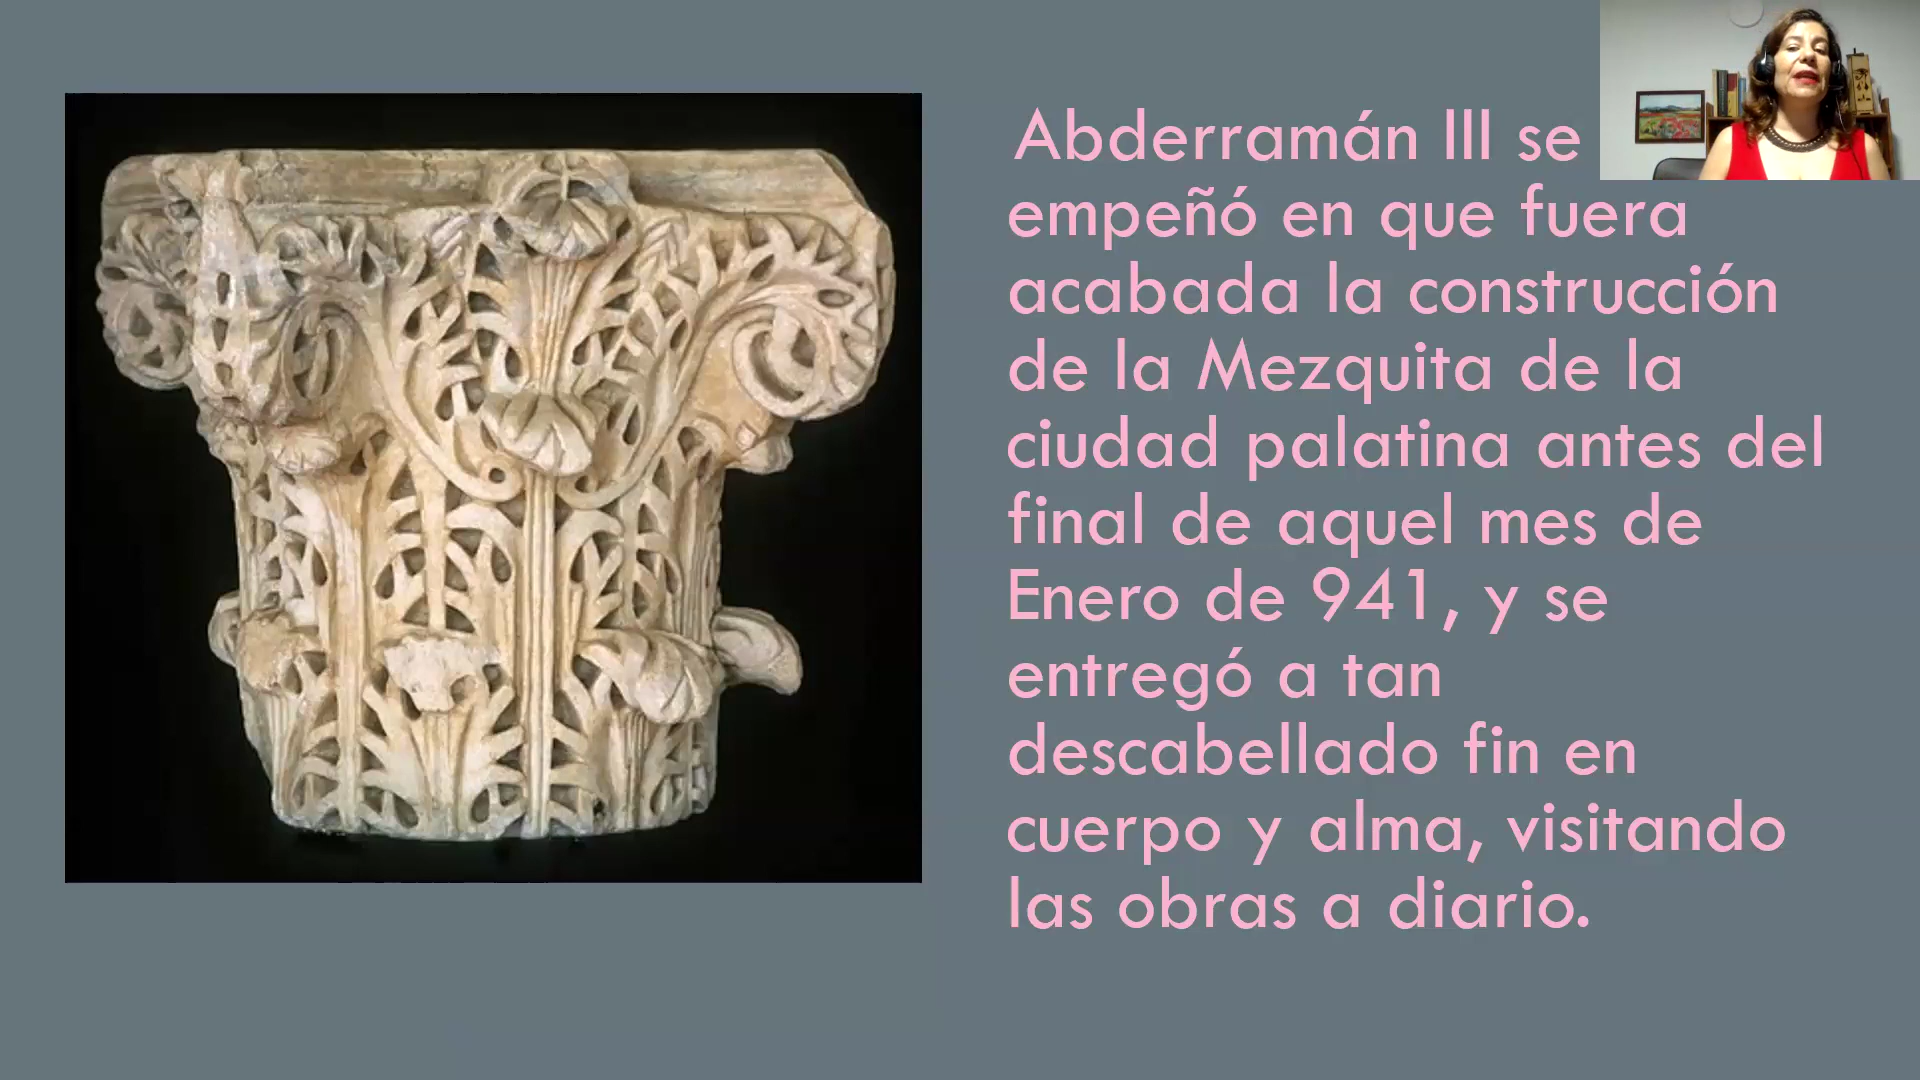 Abderramán III se
empeñó en que fuera
acabada la construcción
de la Mezquita de la
ciudad palatina antes del
final de aquel mes de
Enero de 941, y se
entregó a tan
descabellado fin en
cuerpo y alma, visitando
las obras a diario.